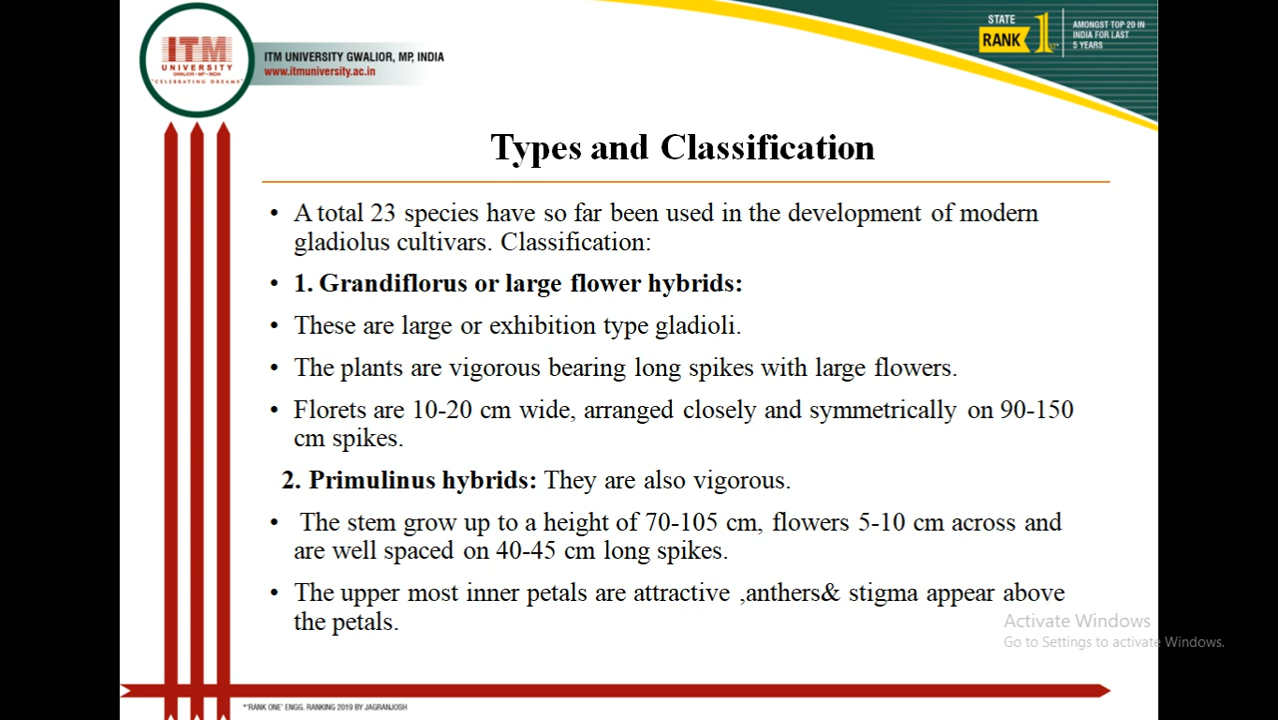 ITM
UNIVERSITY
GWALIOR • MP • INDIA
"CELEBRATING DREAMS"
ITM UNIVERSITY GWALIOR, MP, INDIA
www.itmuniversity.ac.in
STATE
RANK 1ST
AMONGST TOP 20 IN
INDIA FOR LAST
5 YEARS
Types and Classification
• A total 23 species have so far been used in the development of modern
gladiolus cultivars. Classification:
• 1. Grandiflorus or large flower hybrids:
• These are large or exhibition type gladioli.
• The plants are vigorous bearing long spikes with large flowers.
• Florets are 10-20 cm wide, arranged closely and symmetrically on 90-150
cm spikes.
2. Primulinus hybrids: They are also vigorous.
• The stem grow up to a height of 70-105 cm, flowers 5-10 cm across and
are well spaced on 40-45 cm long spikes.
• The upper most inner petals are attractive ,anthers& stigma appear above
the petals.
Activate Windows
Go to Settings to activate Windows.
*'RANK ONE' ENGG. RANKING 2019 BY JAGRANJOSH